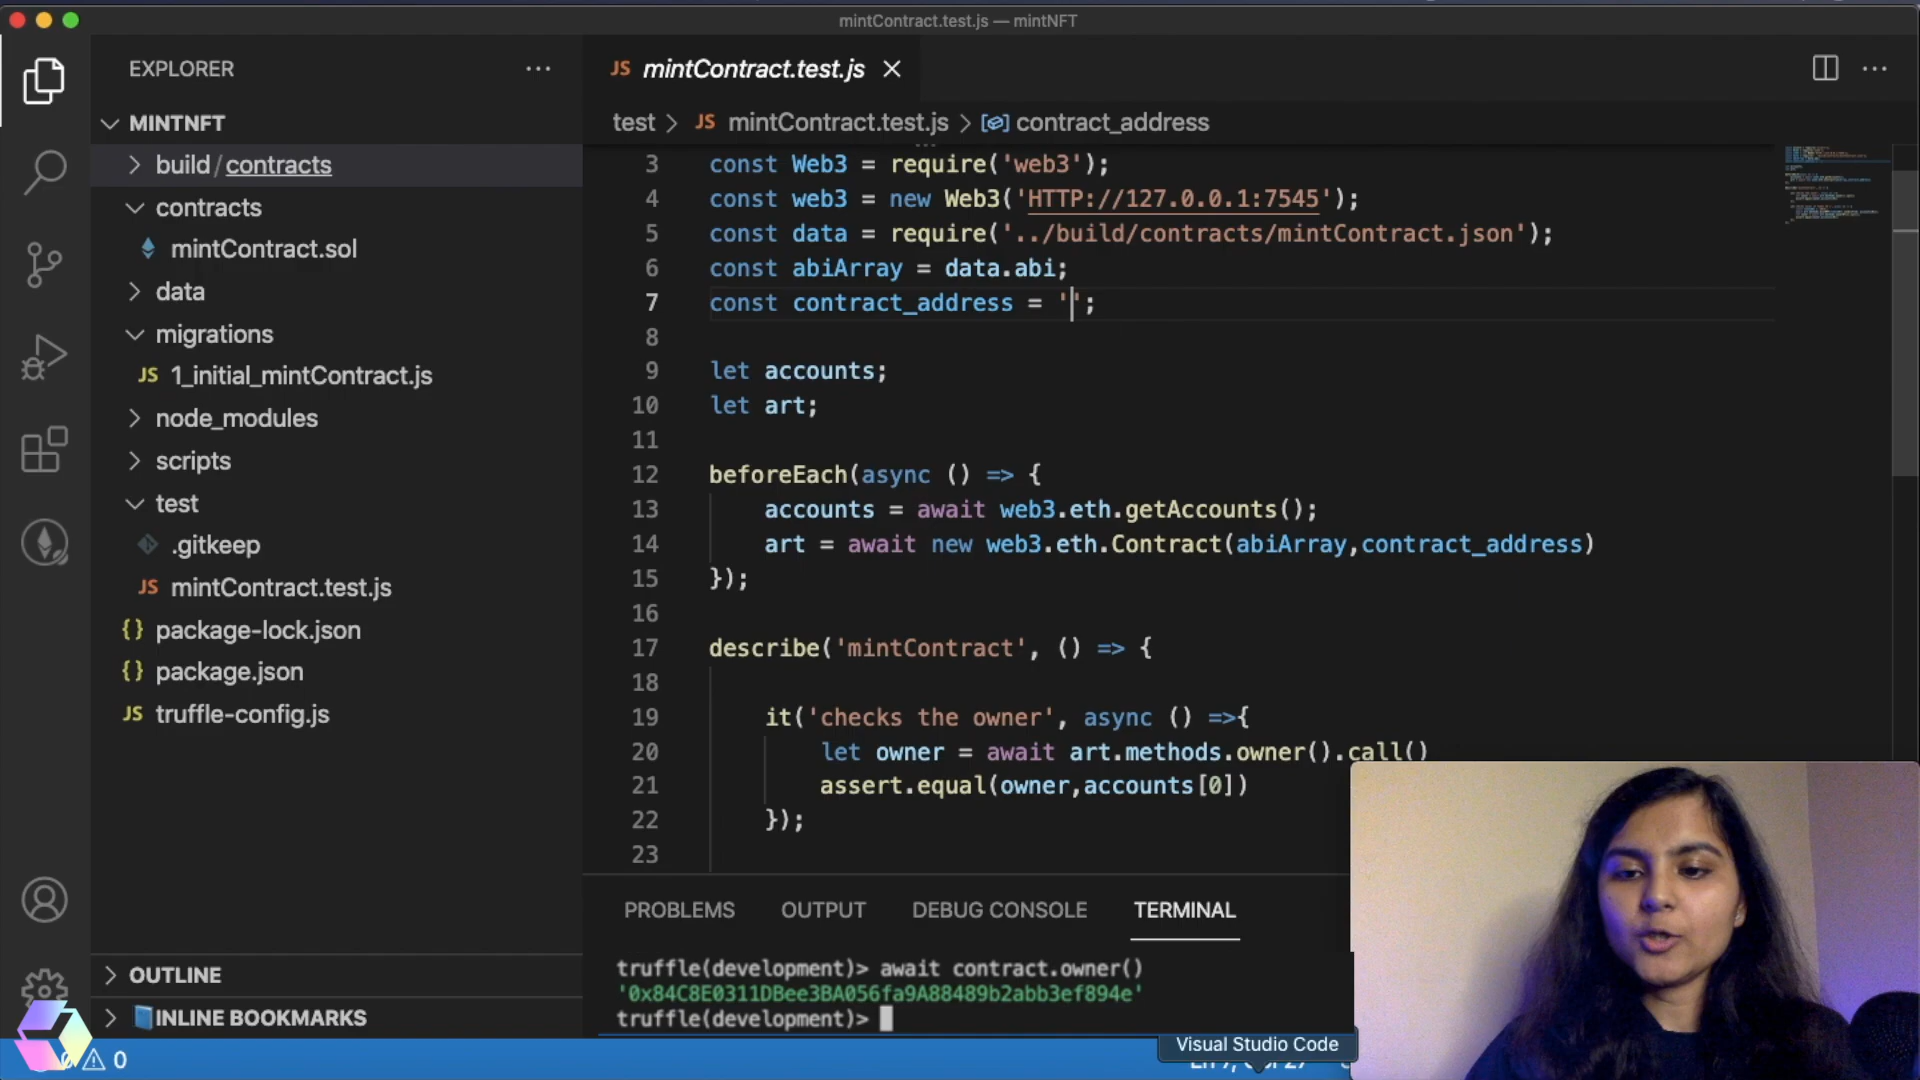 mintContract.test.js — mintNFT
EXPLORER
MINTNFT
build / contracts
contracts
mintContract.sol
data
migrations
JS 1_initial_mintContract.js
node_modules
scripts
test
.gitkeep
JS mintContract.test.js
{} package-lock.json
{} package.json
JS truffle-config.js
OUTLINE
INLINE BOOKMARKS
0
JS mintContract.test.js
test > JS mintContract.test.js > contract_address
3 const Web3 = require('web3');
4 const web3 = new Web3('HTTP://127.0.0.1:7545');
5 const data = require('../build/contracts/mintContract.json');
6 const abiArray = data.abi;
7 const contract_address = '';
8
9 let accounts;
10 let art;
11
12 beforeEach(async () => {
13 accounts = await web3.eth.getAccounts();
14 art = await new web3.eth.Contract(abiArray,contract_address)
15 });
16
17 describe('mintContract', () => {
18
19 it('checks the owner', async () =>{
20 let owner = await art.methods.owner().call()
21 assert.equal(owner,accounts[0])
22 });
23
PROBLEMS OUTPUT DEBUG CONSOLE TERMINAL
truffle(development)> await contract.owner()
'0x84C8E0311DBee3BA056fa9A88489b2abb3ef894e'
truffle(development)>
Visual Studio Code